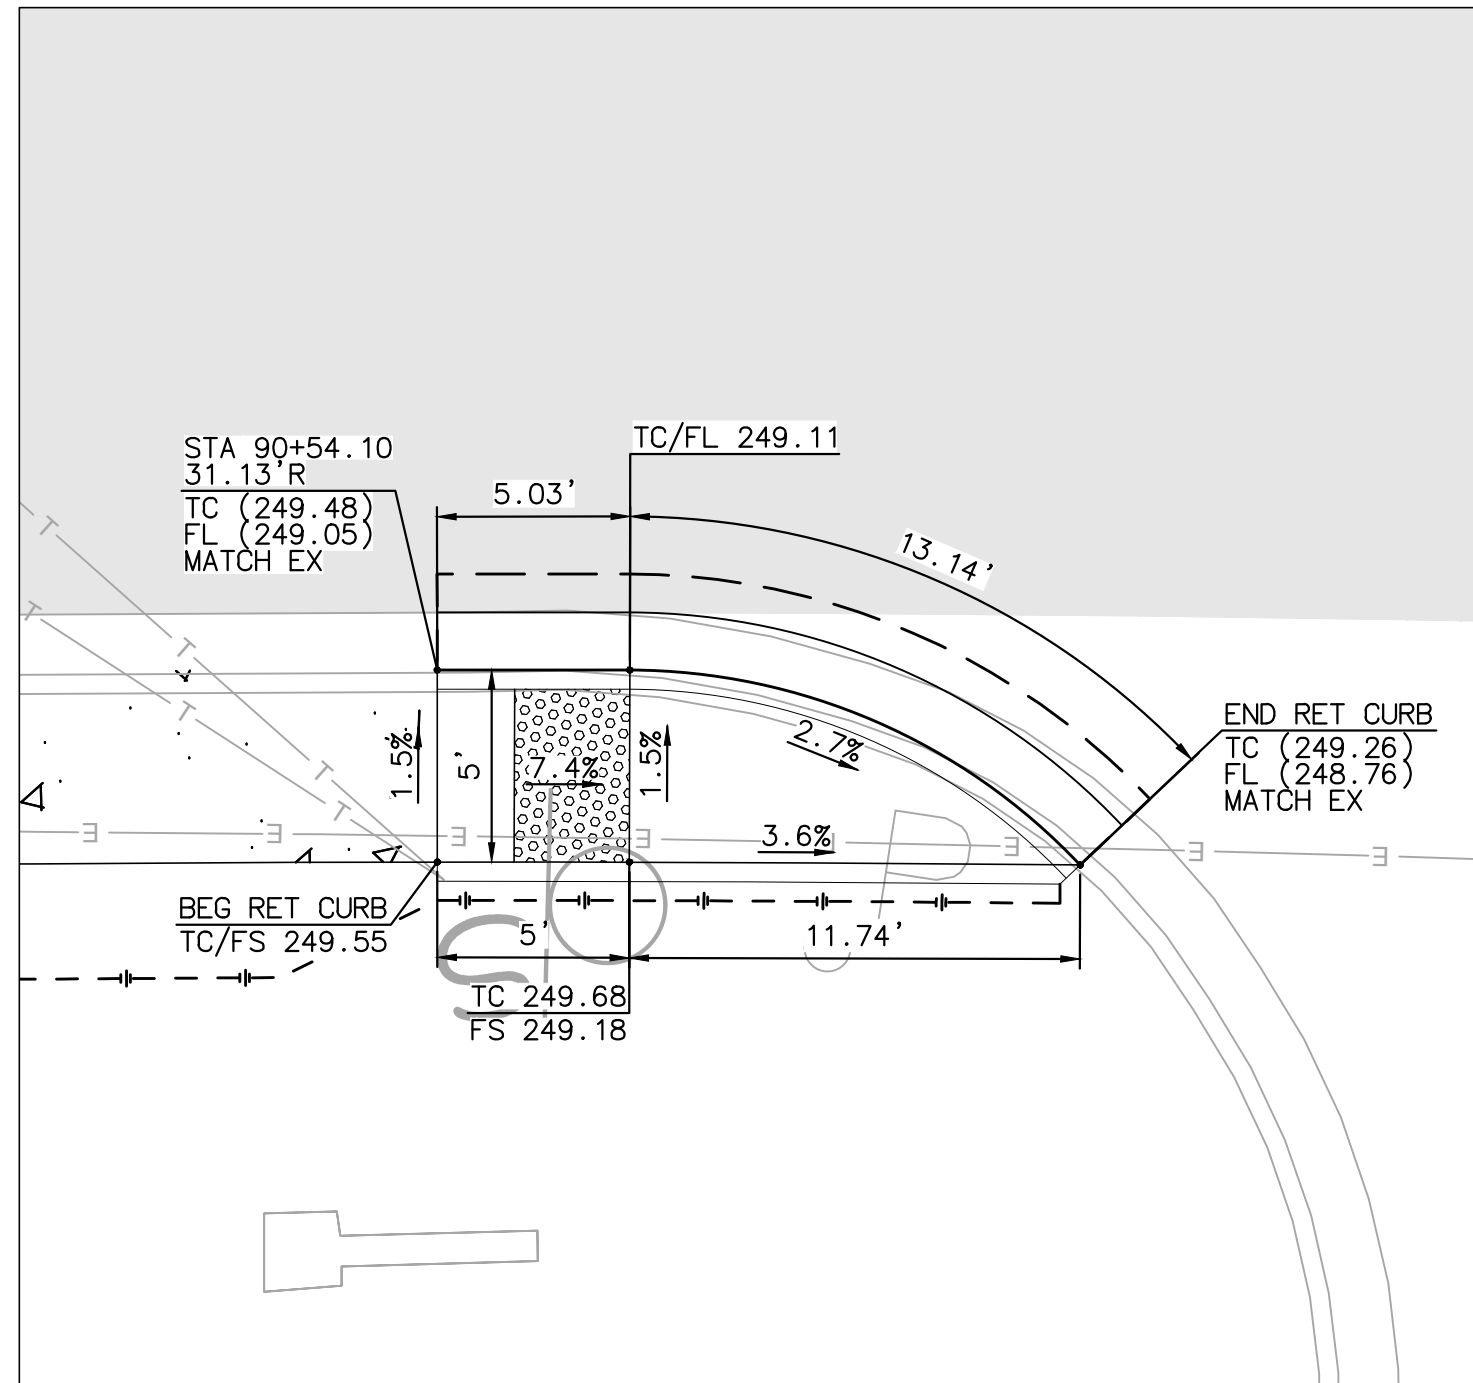 STA 90+54.10
31.13'R
TC (249.48)
FL (249.05)
MATCH EX
TC/FL 249.11
5.03'
13.14'
END RET CURB
TC (249.26)
FL (248.76)
MATCH EX
1.5%
5'
7.4%
1.5%
2.7%
3.6%
BEG RET CURB
TC/FS 249.55
5'
11.74'
TC 249.68
FS 249.18
T
T
T
T
T
T
E
E
E
E
E
E
E